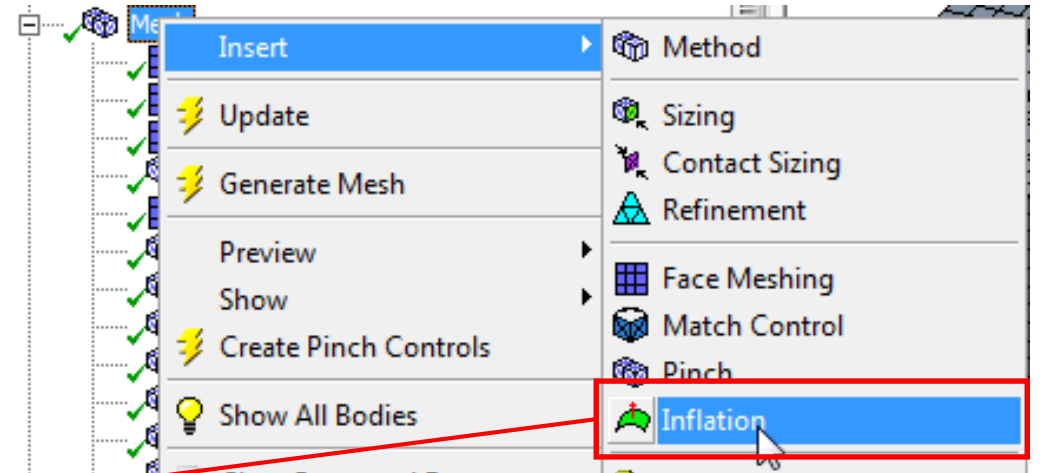 Insert
Update
Generate Mesh
Preview
Show
Create Pinch Controls
Show All Bodies
Method
Sizing
Contact Sizing
Refinement
Face Meshing
Match Control
Pinch
Inflation